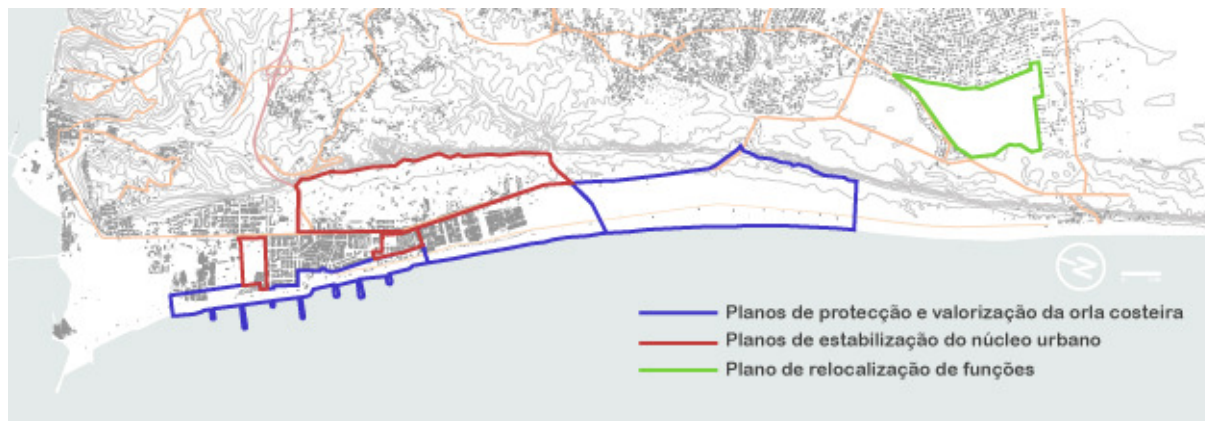 Planos de protecção e valorização da orla costeira
Planos de estabilização do núcleo urbano
Plano de relocalização de funções